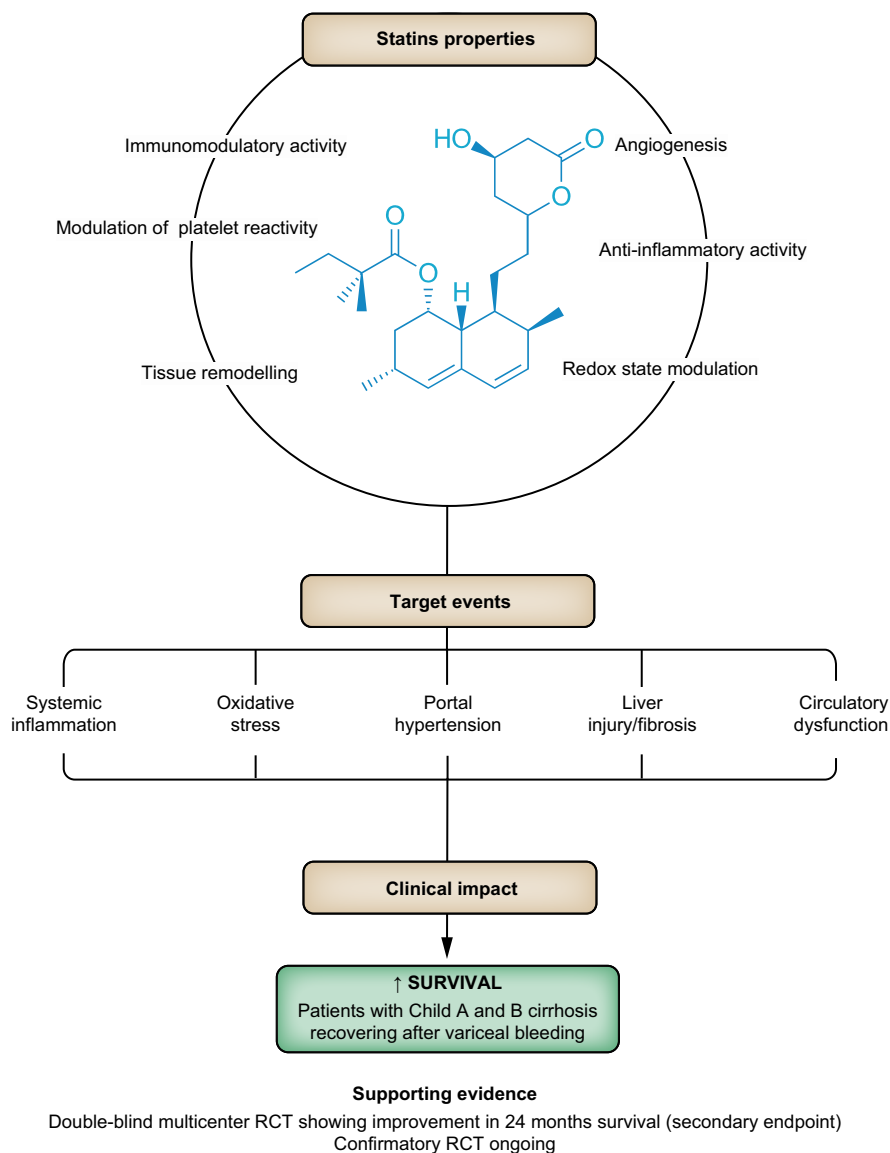 Statins properties
Immunomodulatory activity
Angiogenesis
Modulation of platelet reactivity
Anti-inflammatory activity
Tissue remodelling
Redox state modulation
HO
O
O
O
O
H
Target events
Systemic
inflammation
Oxidative
stress
Portal
hypertension
Liver
injury/fibrosis
Circulatory
dysfunction
Clinical impact
↑ SURVIVAL
Patients with Child A and B cirrhosis
recovering after variceal bleeding
Supporting evidence
Double-blind multicenter RCT showing improvement in 24 months survival (secondary endpoint)
Confirmatory RCT ongoing